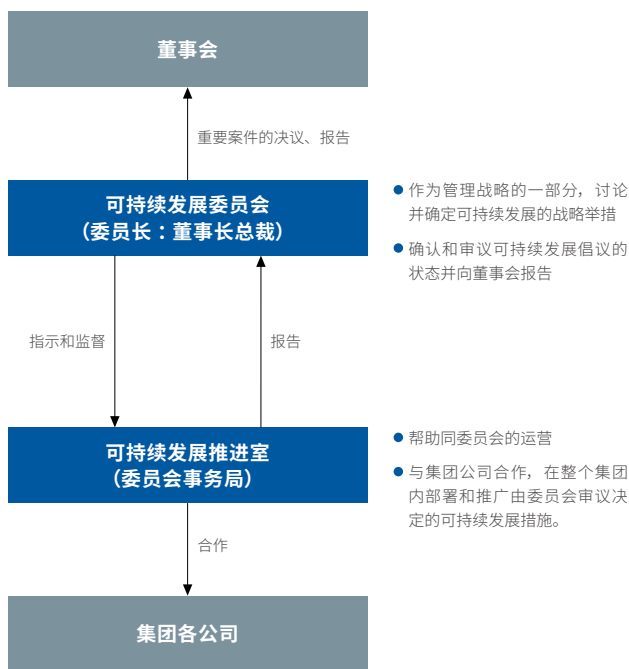 董事会
重要案件的决议、报告
可持续发展委员会
（委员长：董事长总裁）
● 作为管理战略的一部分，讨论
并确定可持续发展的战略举措
● 确认和审议可持续发展倡议的
状态并向董事会报告
指示和监督
报告
可持续发展推进室
（委员会事务局）
● 帮助同委员会的运营
● 与集团公司合作，在整个集团
内部署和推广由委员会审议决
定的可持续发展措施。
合作
集团各公司